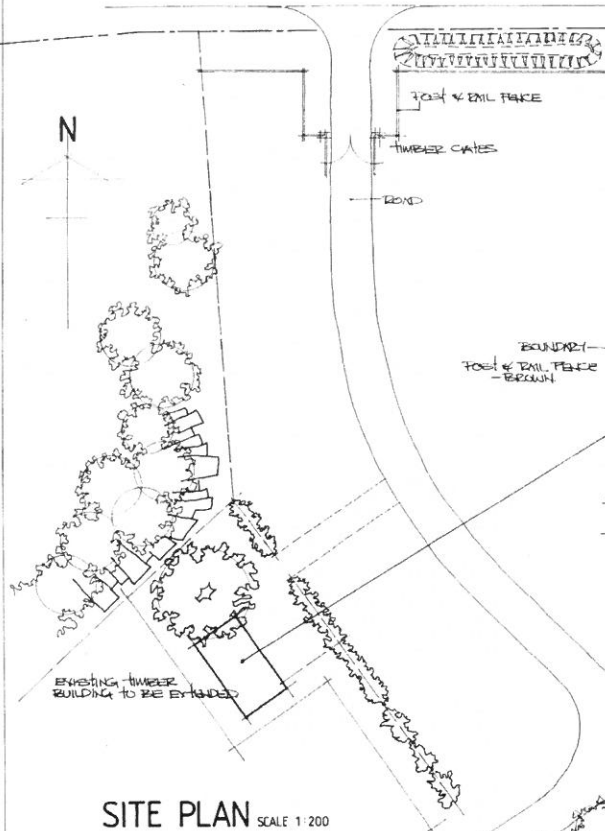 POST & RAIL FENCE
TIMBER GATES
N
ROAD
BOUNDARY
POST & RAIL FENCE
- BROWN
EXISTING TIMBER
BUILDING TO BE EXTENDED
SITE PLAN SCALE 1:200